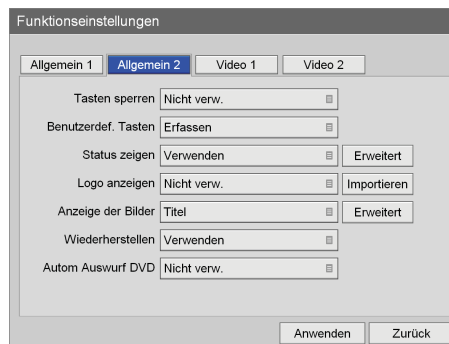 Funktionseinstellungen
Allgemein 1 Allgemein 2 Video 1 Video 2
Tasten sperren Nicht verw.
Benutzerdef. Tasten Erfassen
Status zeigen Verwenden Erweitert
Logo anzeigen Nicht verw. Importieren
Anzeige der Bilder Titel Erweitert
Wiederherstellen Verwenden
Autom Auswurf DVD Nicht verw.
Anwenden Zurück